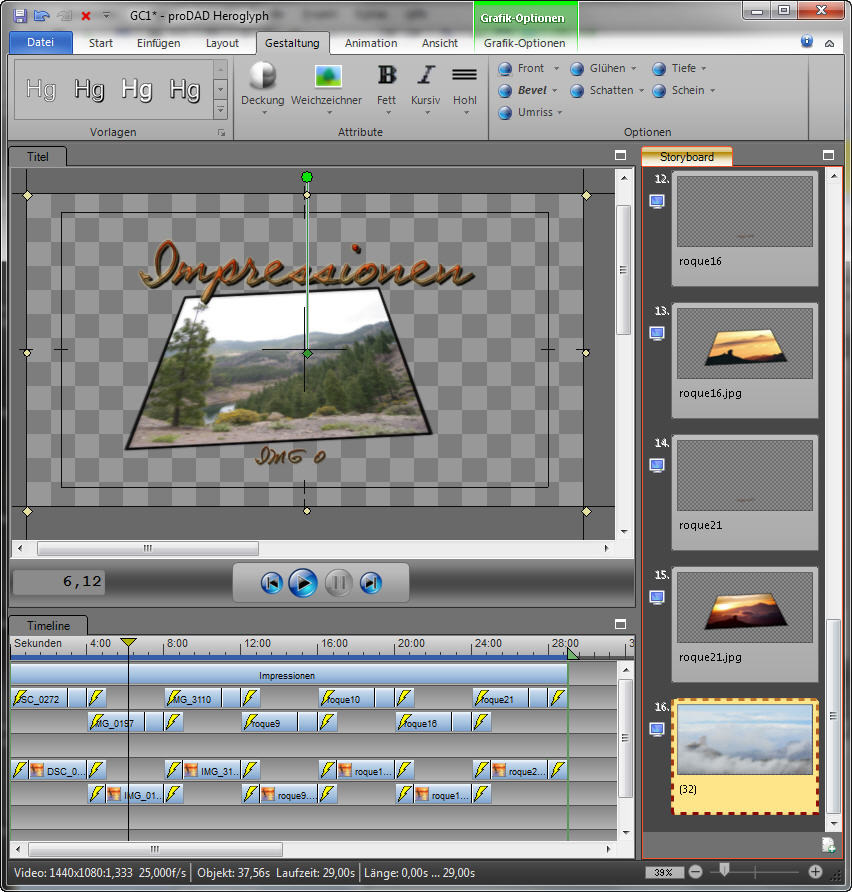 GC1* - proDAD Heroglyph
Grafik-Optionen
Datei Start Einfügen Layout Gestaltung Animation Ansicht Grafik-Optionen
Hg Hg Hg Hg
Deckung Weichzeichner Fett Kursiv Hohl
Front Glühen Tiefe
Bevel Schatten Schein
Umriss
Vorlagen Attribute Optionen
Titel
Storyboard
Impressionen
12.
roque16
13.
roque16.jpg
14.
roque21
15.
roque21.jpg
16.
(32)
6,12
Timeline
Sekunden 4:00 8:00 12:00 16:00 20:00 24:00 28:00 3
Impressionen
DSC_0272 IMG_3110 roque10 roque21
IMG_0197 roque9 roque16
DSC_0... IMG_31... roque1... roque2...
IMG_01... roque9.... roque1...
Video: 1440x1080:1,333 25,000f/s Objekt: 37,56s Laufzeit: 29,00s Länge: 0,00s ... 29,00s
39%